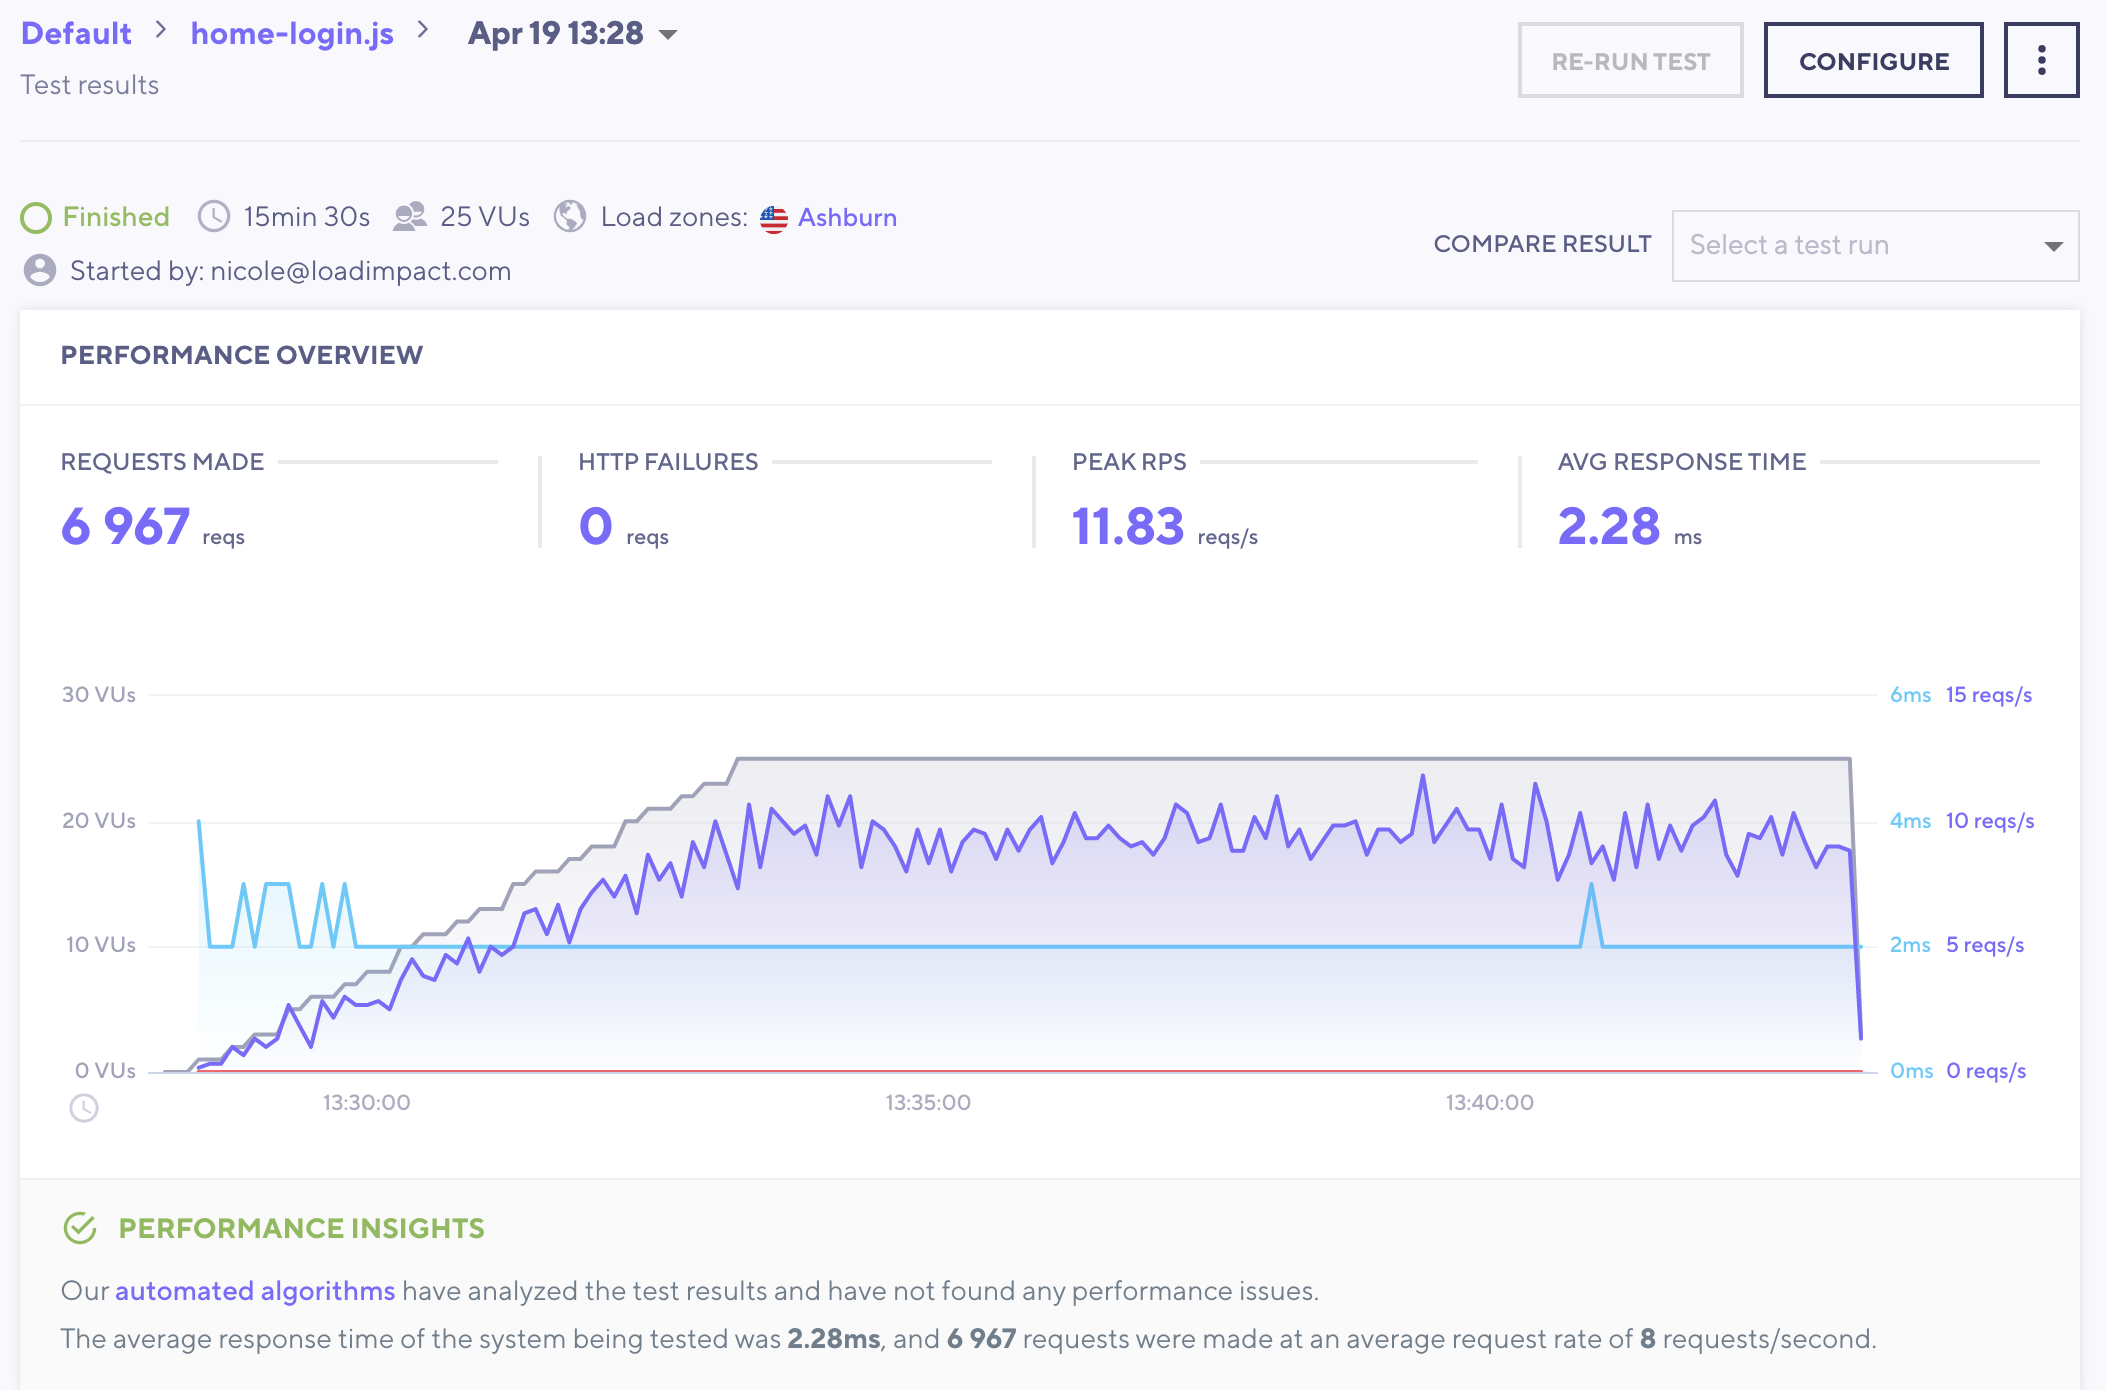 Default > home-login.js > Apr 19 13:28
Test results
RE-RUN TEST
CONFIGURE
Finished 15min 30s 25 VUs Load zones: Ashburn
Started by: nicole@loadimpact.com
COMPARE RESULT Select a test run
PERFORMANCE OVERVIEW
REQUESTS MADE
6 967 reqs
HTTP FAILURES
0 reqs
PEAK RPS
11.83 reqs/s
AVG RESPONSE TIME
2.28 ms
30 VUs 6ms 15 reqs/s
20 VUs 4ms 10 reqs/s
10 VUs 2ms 5 reqs/s
0 VUs 0ms 0 reqs/s
13:30:00 13:35:00 13:40:00
PERFORMANCE INSIGHTS
Our automated algorithms have analyzed the test results and have not found any performance issues.
The average response time of the system being tested was 2.28ms, and 6 967 requests were made at an average request rate of 8 requests/second.